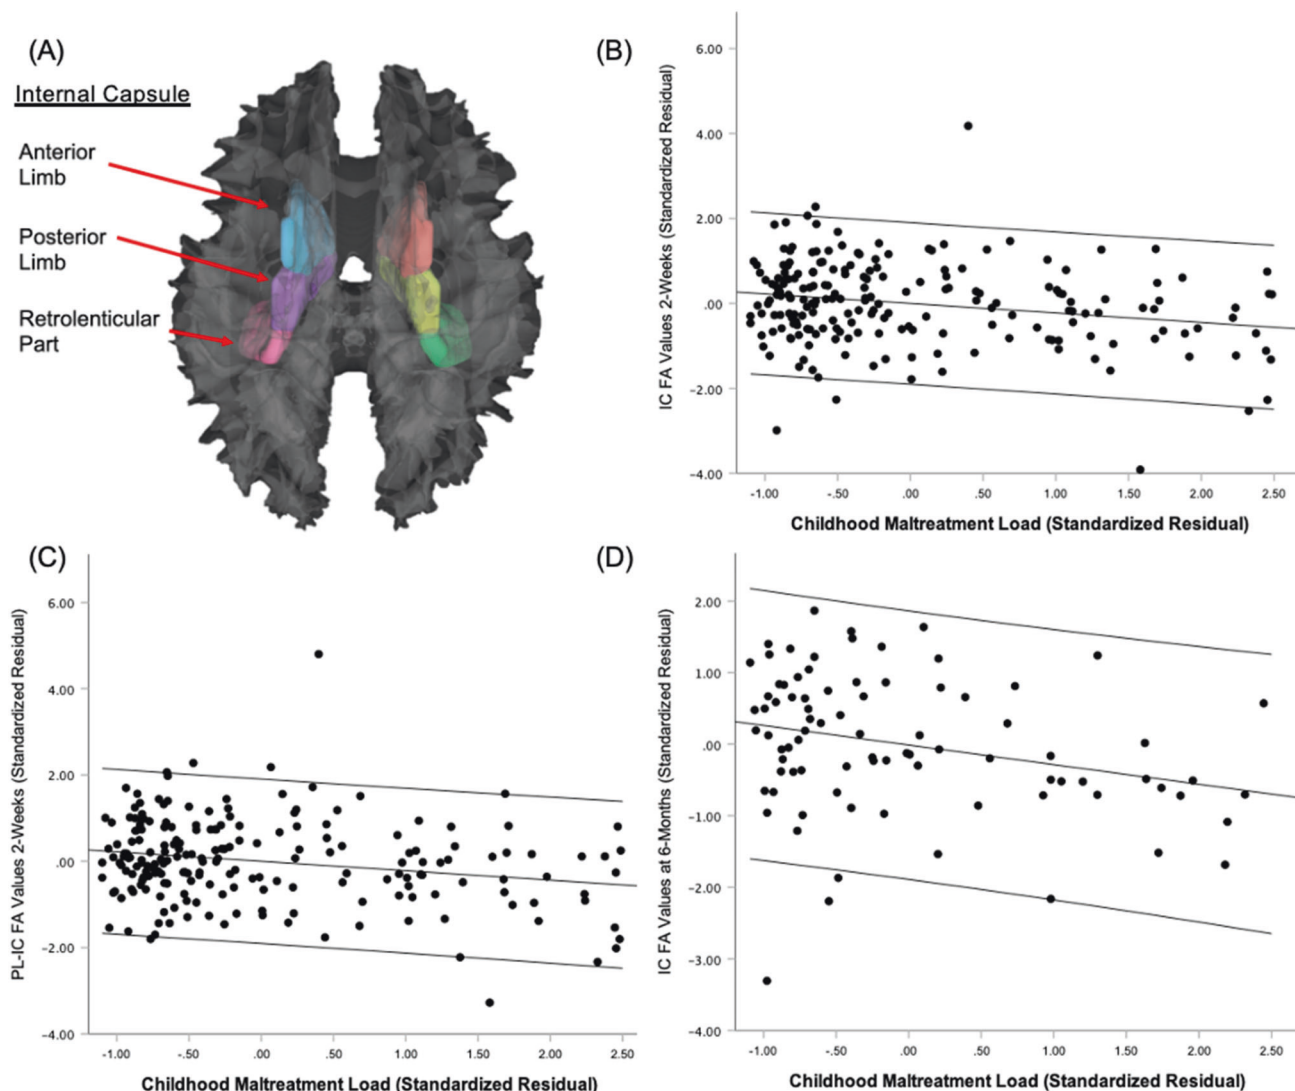 (A)
Internal Capsule
Anterior
Limb
Posterior
Limb
Retrolenticular
Part
(B)
IC FA Values 2-Weeks (Standardized Residual)
6.00
4.00
2.00
.00
-2.00
-4.00
-1.00 -.50 .00 .50 1.00 1.50 2.00 2.50
Childhood Maltreatment Load (Standardized Residual)
(C)
PL-IC FA Values 2-Weeks (Standardized Residual)
6.00
4.00
2.00
.00
-2.00
-4.00
-1.00 -.50 .00 .50 1.00 1.50 2.00 2.50
Childhood Maltreatment Load (Standardized Residual)
(D)
IC FA Values at 6-Months (Standardized Residual)
2.00
1.00
.00
-1.00
-2.00
-3.00
-4.00
-1.00 -.50 .00 .50 1.00 1.50 2.00 2.50
Childhood Maltreatment Load (Standardized Residual)